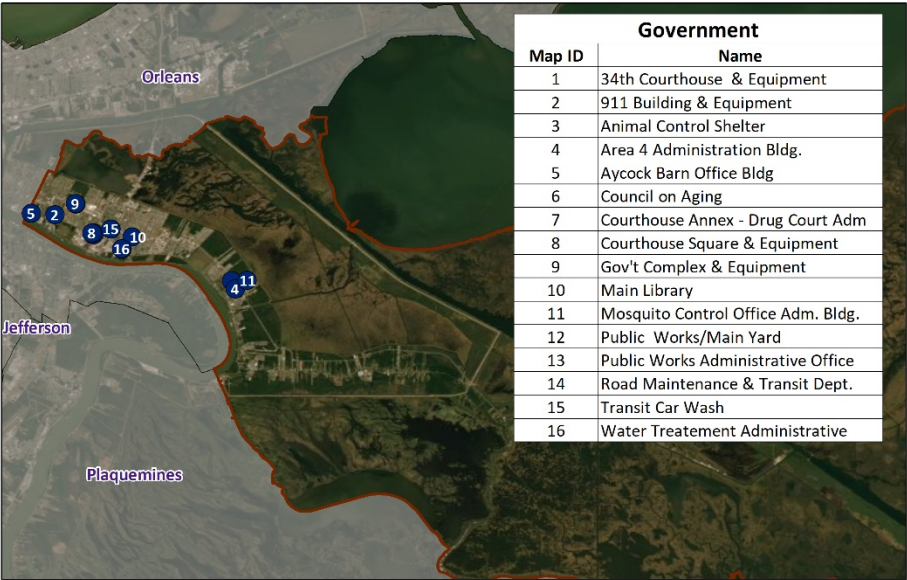 Government
Map ID Name
1 34th Courthouse & Equipment
2 911 Building & Equipment
3 Animal Control Shelter
4 Area 4 Administration Bldg.
5 Aycock Barn Office Bldg
6 Council on Aging
7 Courthouse Annex - Drug Court Adm
8 Courthouse Square & Equipment
9 Gov't Complex & Equipment
10 Main Library
11 Mosquito Control Office Adm. Bldg.
12 Public Works/Main Yard
13 Public Works Administrative Office
14 Road Maintenance & Transit Dept.
15 Transit Car Wash
16 Water Treatement Administrative
Orleans
9
5 2
8 15 10
16
11
4
Jefferson
Plaquemines